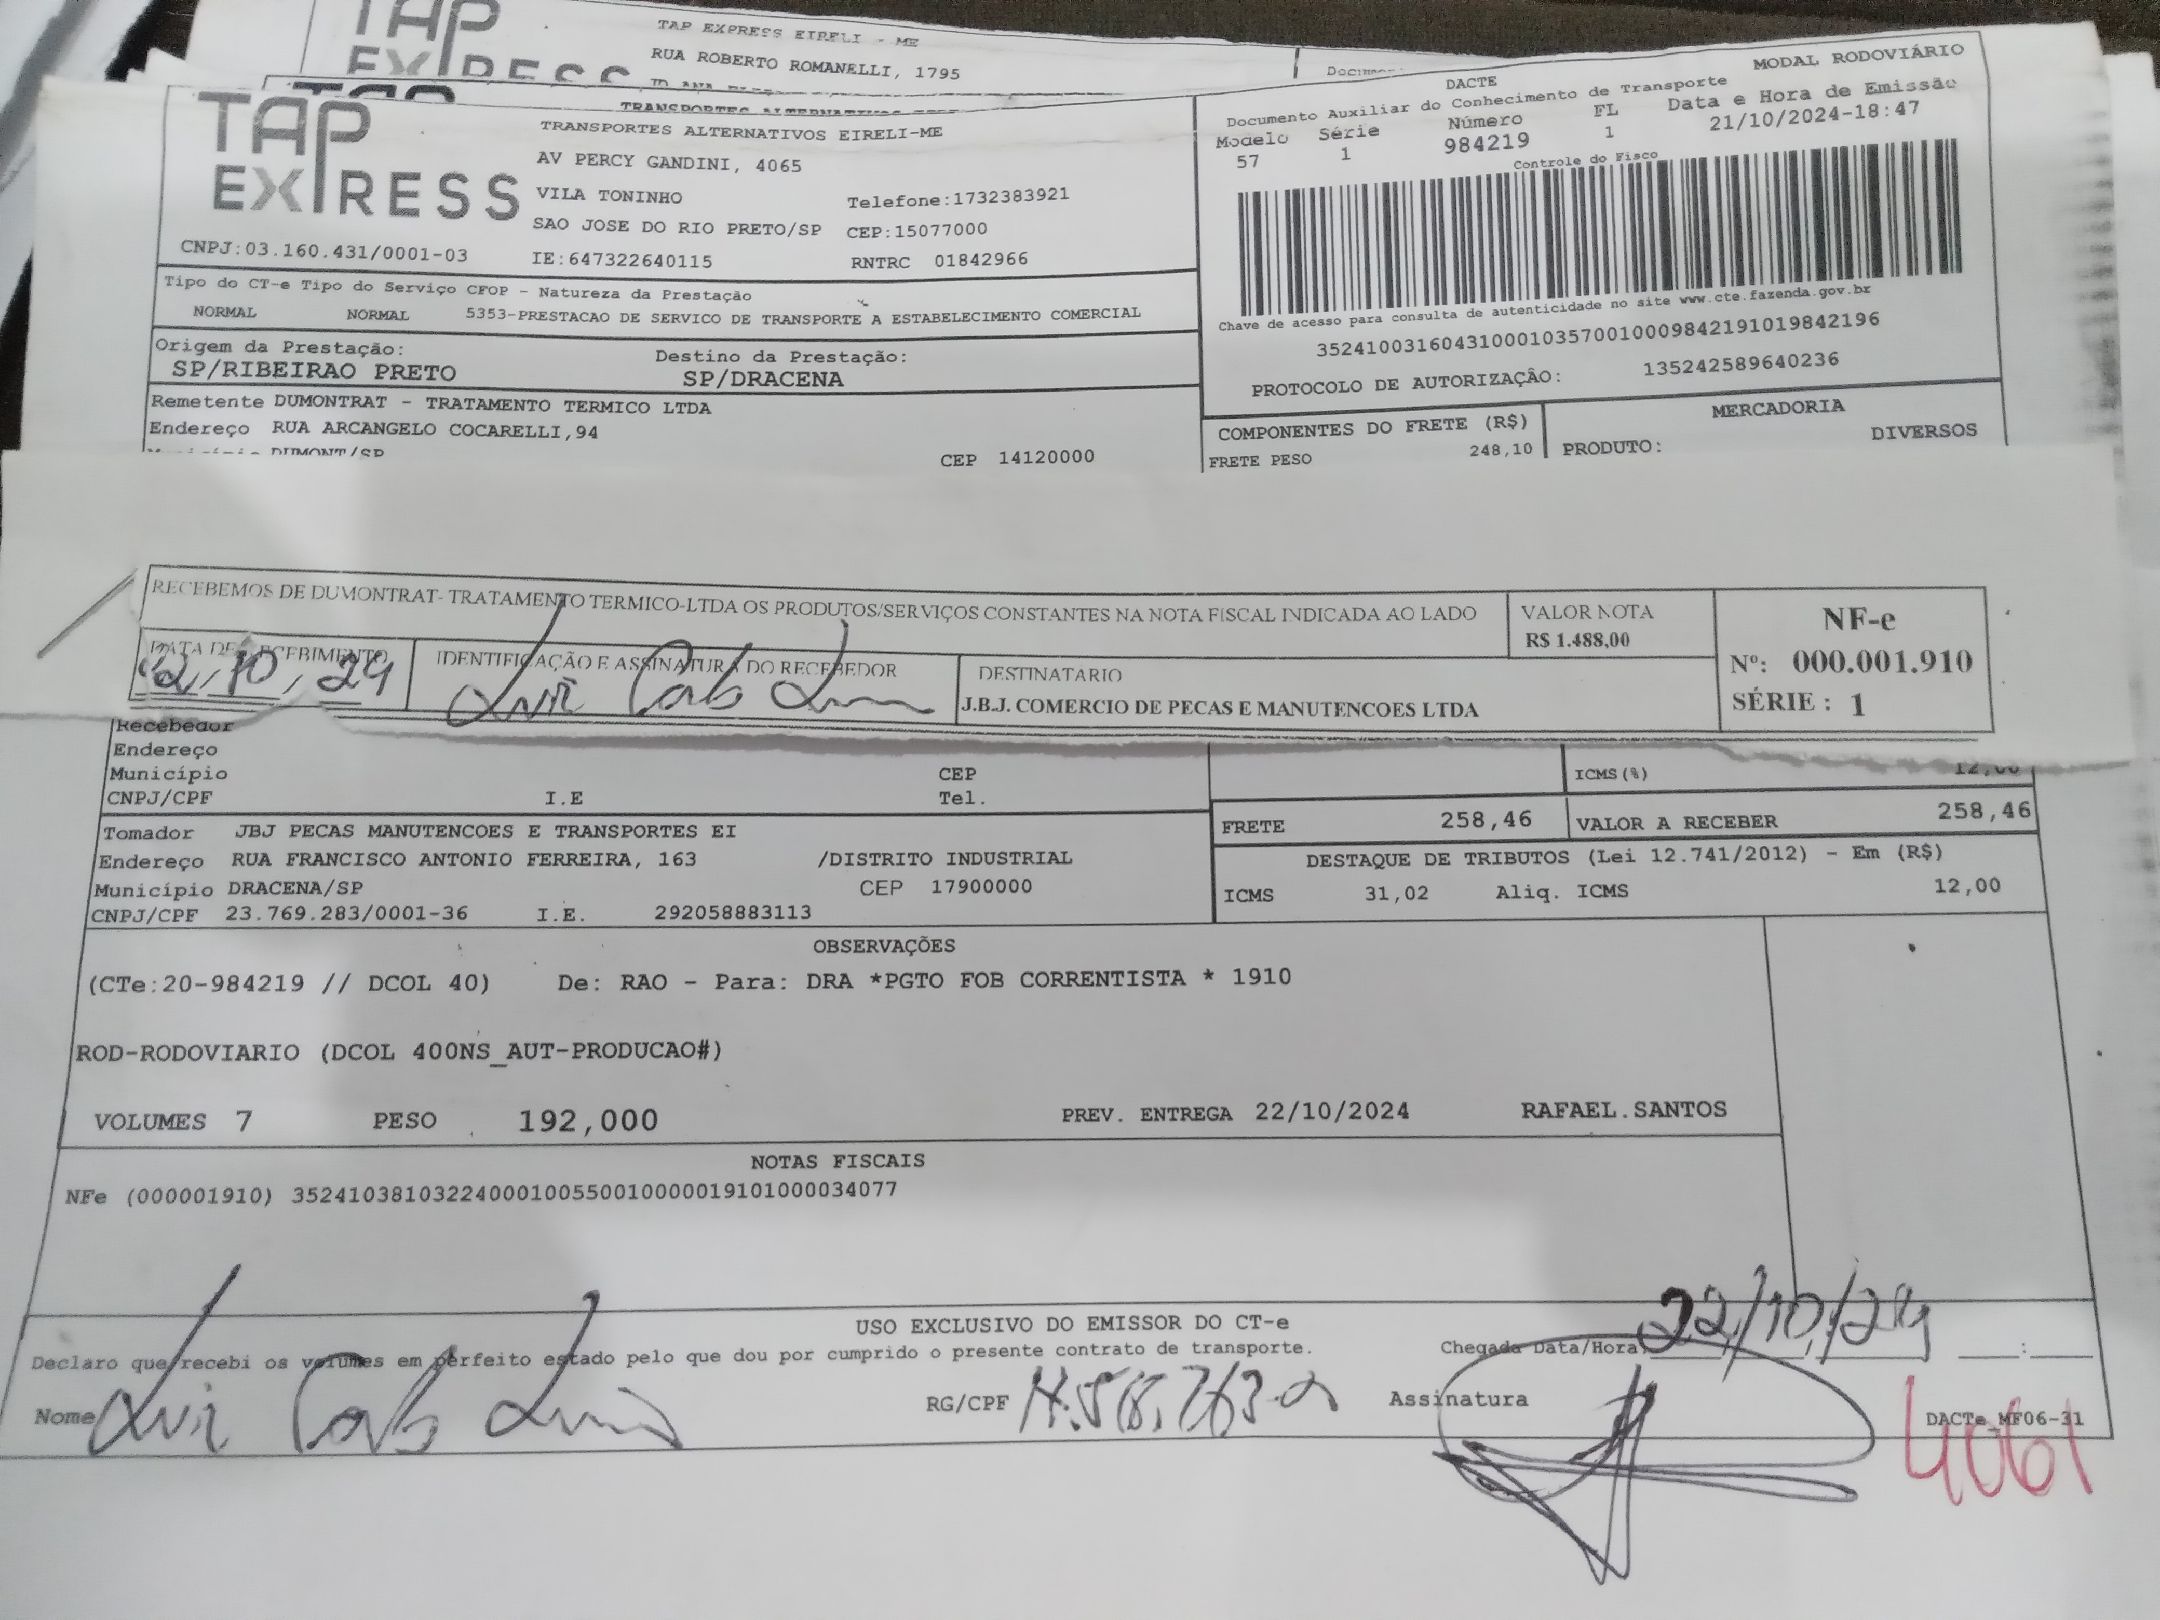 TAP EXPRESS EIRELI - ME
RUA ROBERTO ROMANELLI, 1795
TAP
EXPRESS
TAP
EXPRESS
TRANSPORTES ALTERNATIVOS EIRELI-ME
AV PERCY GANDINI, 4065
VILA TONINHO
Telefone:1732383921
SAO JOSE DO RIO PRETO/SP CEP:15077000
CNPJ:03.160.431/0001-03 IE:647322640115 RNTRC 01842966
MODAL RODOVIÁRIO
DACTE
Documento Auxiliar do Conhecimento de Transporte
Modelo Série Número FL Data e Hora de Emissão
57 1 984219 1 21/10/2024-18:47
Controle do Fisco
Chave de acesso para consulta de autenticidade no site www.cte.fazenda.gov.br
35241003160431000103570010009842191019842196
PROTOCOLO DE AUTORIZAÇÃO: 135242589640236
Tipo do CT-e Tipo do Serviço CFOP - Natureza da Prestação
NORMAL NORMAL 5353-PRESTACAO DE SERVICO DE TRANSPORTE A ESTABELECIMENTO COMERCIAL
Origem da Prestação: Destino da Prestação:
SP/RIBEIRAO PRETO SP/DRACENA
Remetente DUMONTRAT - TRATAMENTO TERMICO LTDA
Endereço RUA ARCANGELO COCARELLI,94
Município DUMONT/SP CEP 14120000
COMPONENTES DO FRETE (R$) MERCADORIA
FRETE PESO 248,10 PRODUTO: DIVERSOS
RECEBEMOS DE DUMONTRAT- TRATAMENTO TERMICO-LTDA OS PRODUTOS/SERVIÇOS CONSTANTES NA NOTA FISCAL INDICADA AO LADO
VALOR NOTA
R$ 1.488,00
NF-e
Nº: 000.001.910
SÉRIE : 1
DATA DE RECEBIMENTO IDENTIFICAÇÃO E ASSINATURA DO RECEBEDOR DESTINATARIO
22,10,24 J.B.J. COMERCIO DE PECAS E MANUTENCOES LTDA
Recebedor
Endereço
Município CEP
CNPJ/CPF I.E Tel.
ICMS(%) 12,00
FRETE 258,46 VALOR A RECEBER 258,46
Tomador JBJ PECAS MANUTENCOES E TRANSPORTES EI
Endereço RUA FRANCISCO ANTONIO FERREIRA, 163 /DISTRITO INDUSTRIAL
Município DRACENA/SP CEP 17900000
CNPJ/CPF 23.769.283/0001-36 I.E. 292058883113
DESTAQUE DE TRIBUTOS (Lei 12.741/2012) - Em (R$)
ICMS 31,02 Aliq. ICMS 12,00
OBSERVAÇÕES
(CTe:20-984219 // DCOL 40) De: RAO - Para: DRA *PGTO FOB CORRENTISTA * 1910
ROD-RODOVIARIO (DCOL 400NS_AUT-PRODUCAO#)
VOLUMES 7 PESO 192,000 PREV. ENTREGA 22/10/2024 RAFAEL.SANTOS
NOTAS FISCAIS
NFe (000001910) 35241038103224000100550010000019101000034077
USO EXCLUSIVO DO EMISSOR DO CT-e
Declaro que recebi os volumes em perfeito estado pelo que dou por cumprido o presente contrato de transporte.
Chegada Data/Hora 22/10/24 __:__
Nome RG/CPF Assinatura
DACTe MF06-31
4061